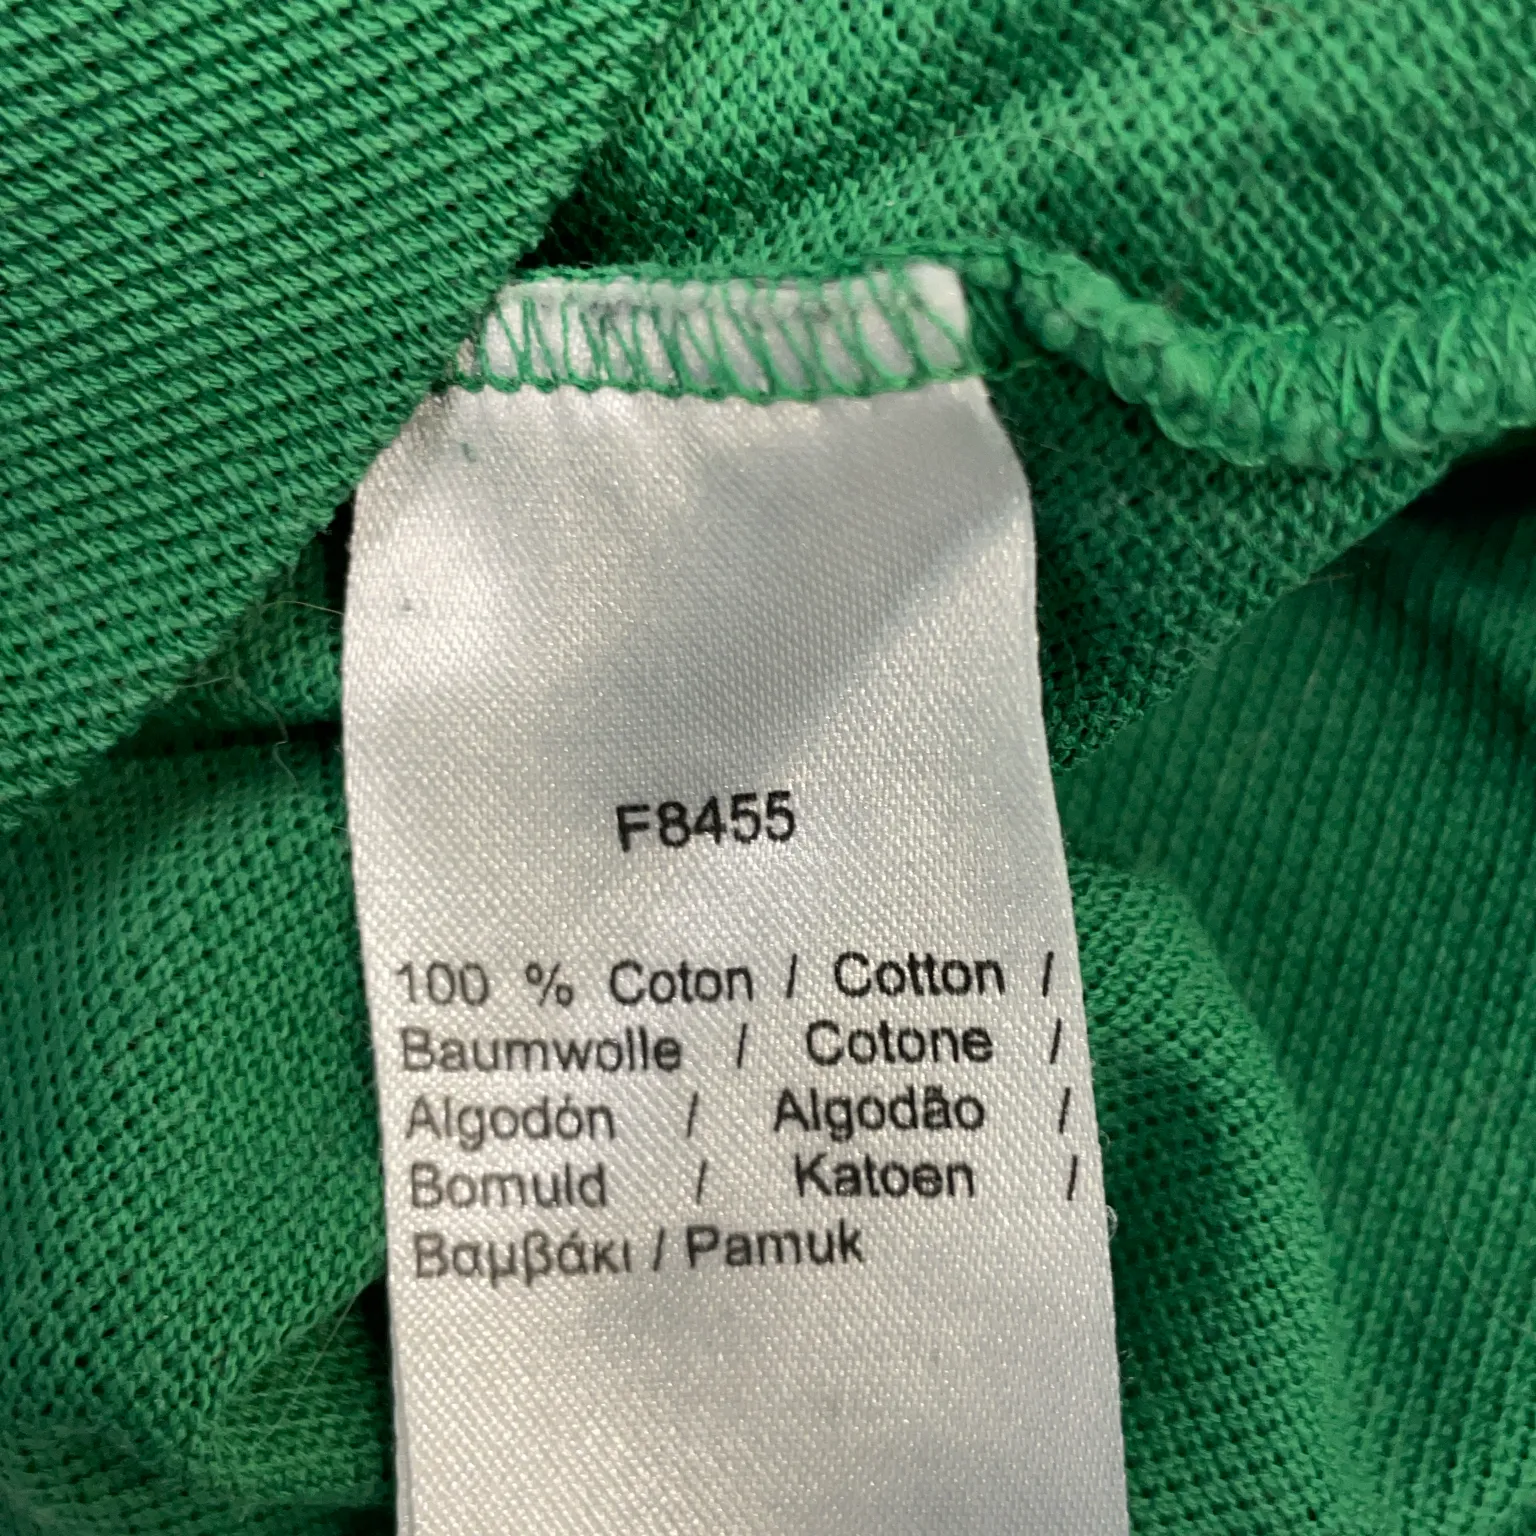 F8455
100 % Coton / Cotton /
Baumwolle / Cotone /
Algodón / Algodão /
Bomuld / Katoen /
Βαμβάκι / Pamuk